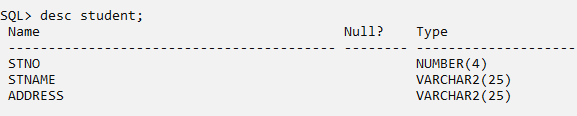 SQL> desc student;
Name                                      Null?    Type
----------------------------------------- -------- ----------------------------
STNO                                               NUMBER(4)
STNAME                                             VARCHAR2(25)
ADDRESS                                            VARCHAR2(25)